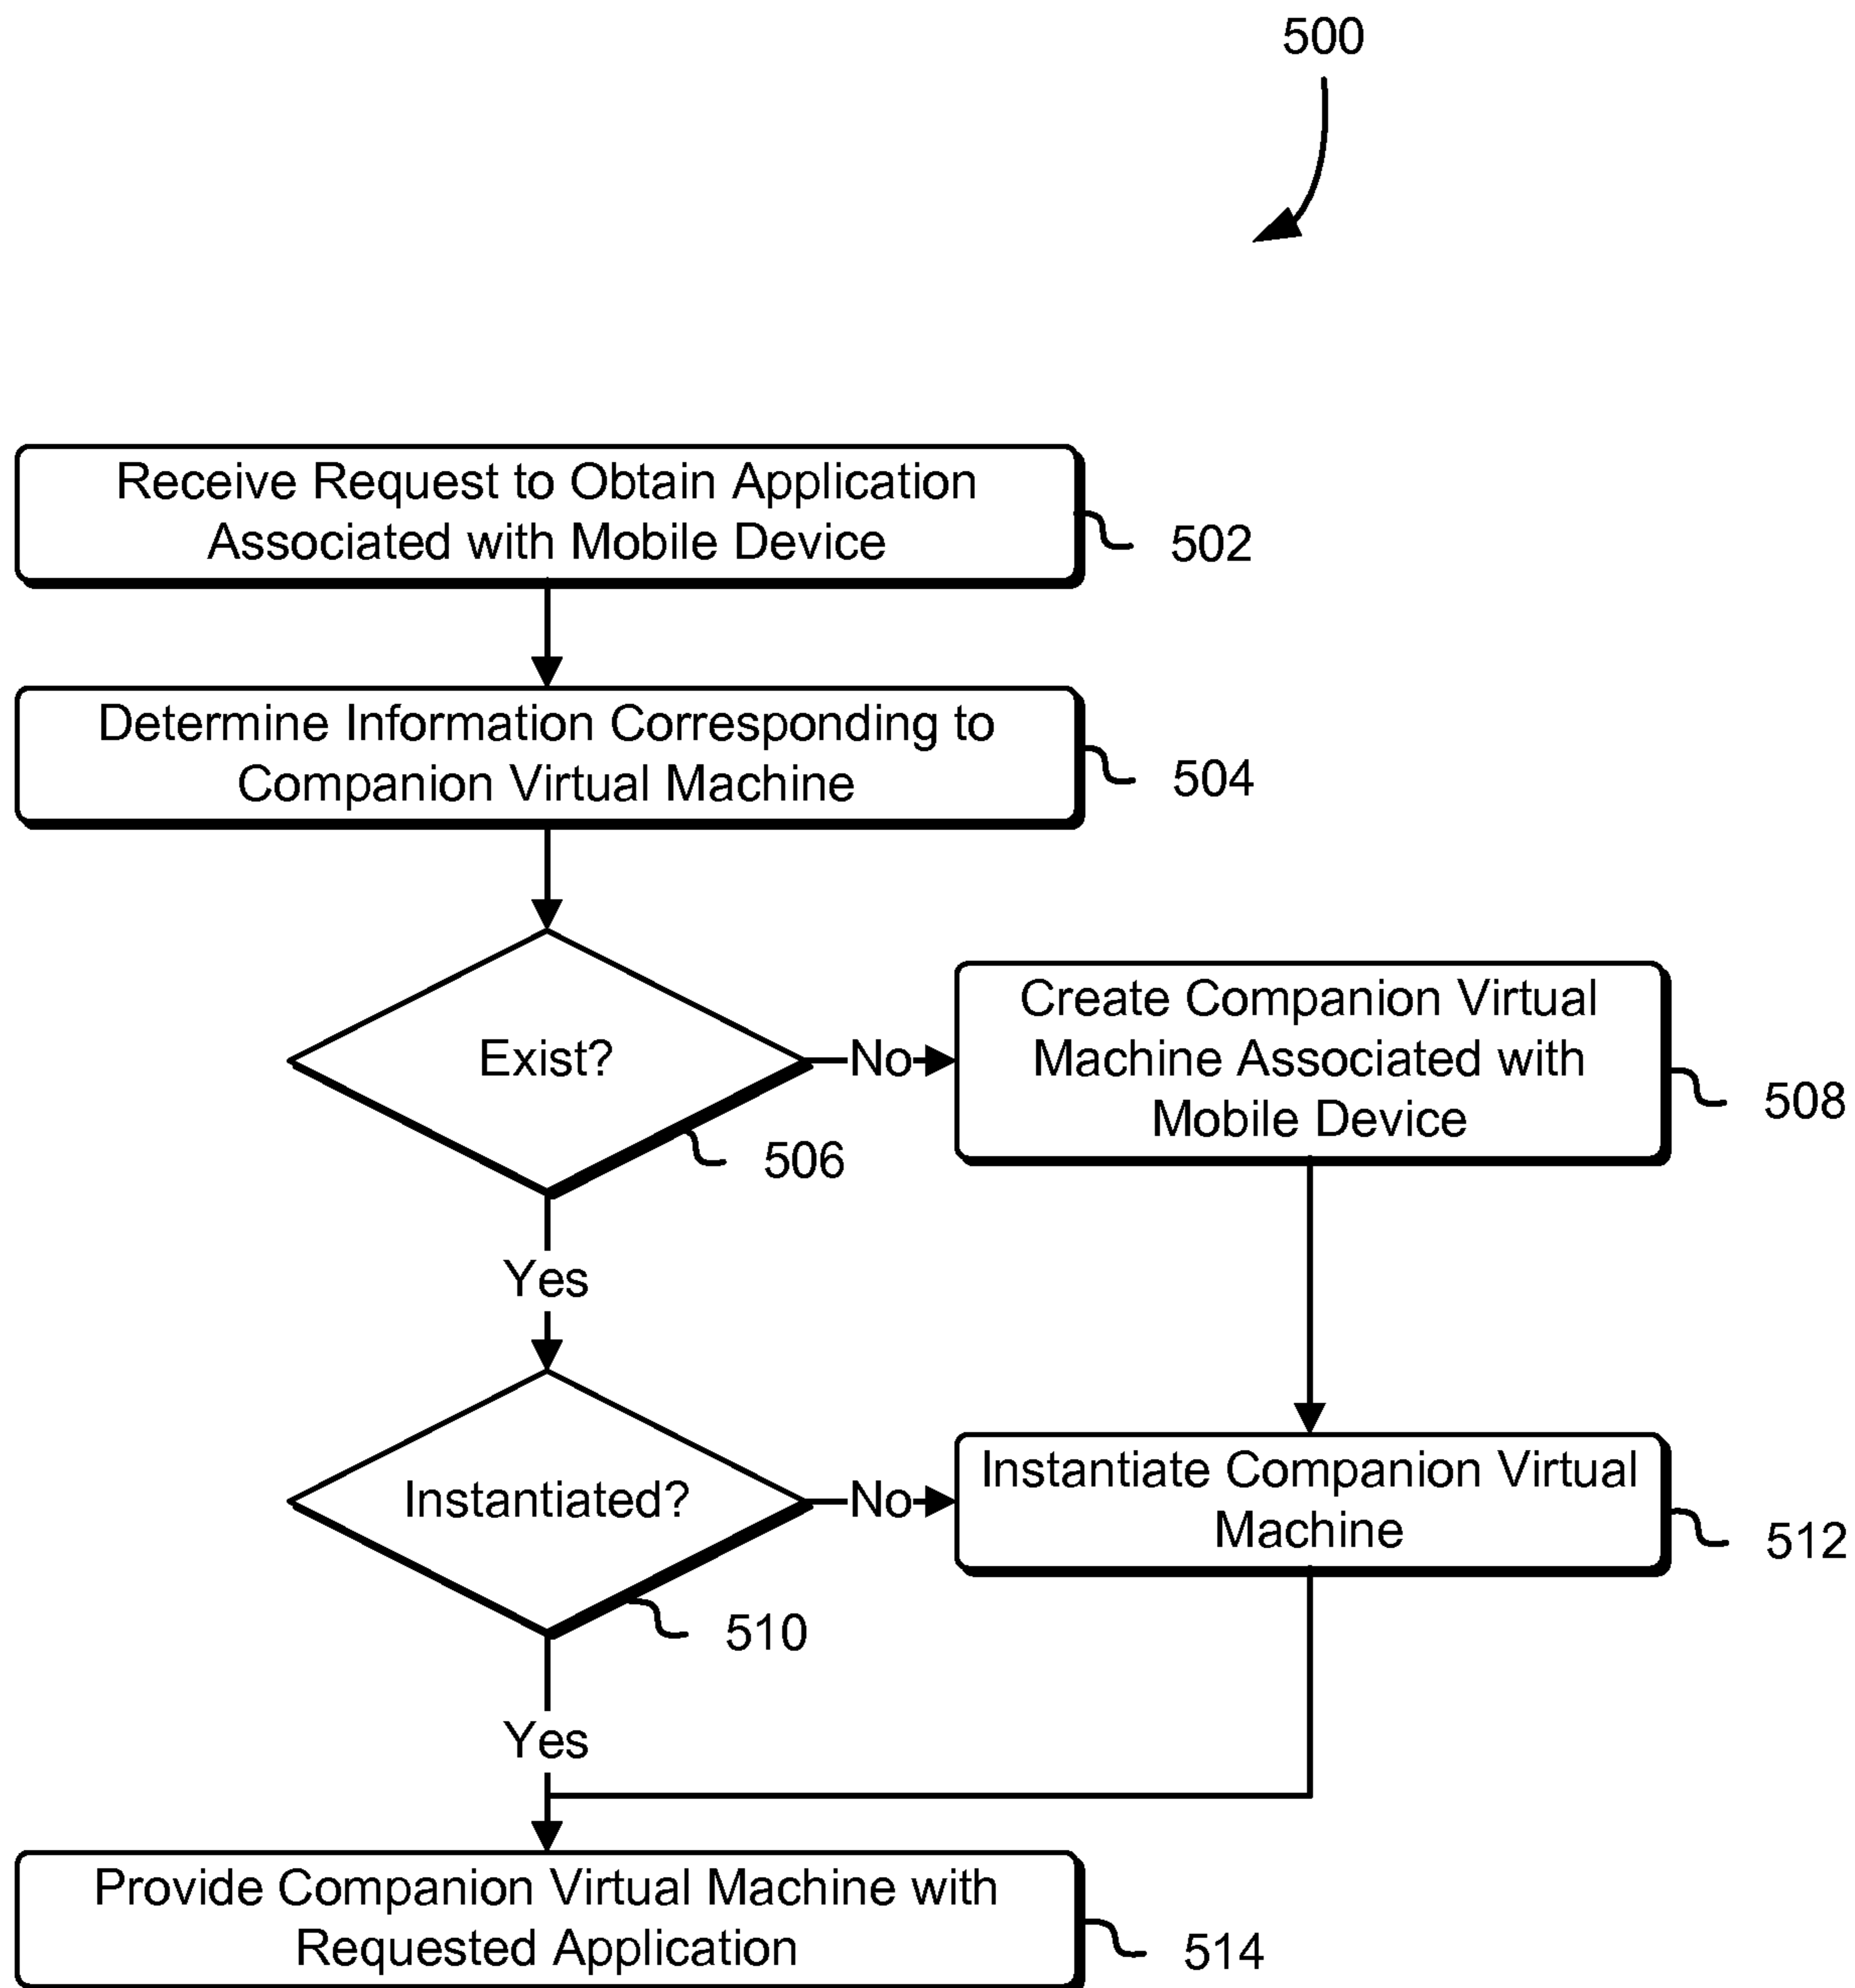 500
Receive Request to Obtain Application
Associated with Mobile Device
502
Determine Information Corresponding to
Companion Virtual Machine
504
Exist?
506
No
Create Companion Virtual
Machine Associated with
Mobile Device
508
Yes
Instantiated?
510
No
Instantiate Companion Virtual
Machine
512
Yes
Provide Companion Virtual Machine with
Requested Application
514